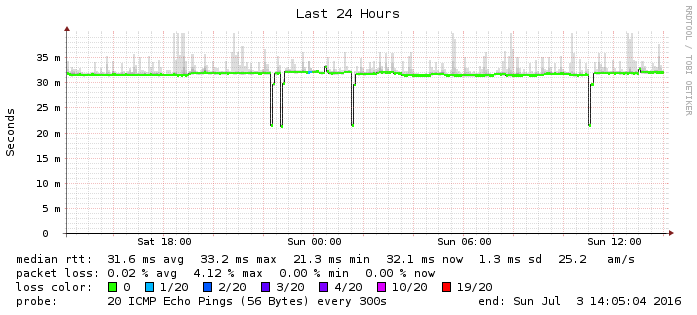 Last 24 Hours
RRDTOOL / TOBI OETIKER
Seconds
35 m
30 m
25 m
20 m
15 m
10 m
5 m
0
Sat 18:00 Sun 00:00 Sun 06:00 Sun 12:00
median rtt: 31.6 ms avg 33.2 ms max 21.3 ms min 32.1 ms now 1.3 ms sd 25.2 am/s
packet loss: 0.02 % avg 4.12 % max 0.00 % min 0.00 % now
loss color: 0 1/20 2/20 3/20 4/20 10/20 19/20
probe: 20 ICMP Echo Pings (56 Bytes) every 300s end: Sun Jul 3 14:05:04 2016